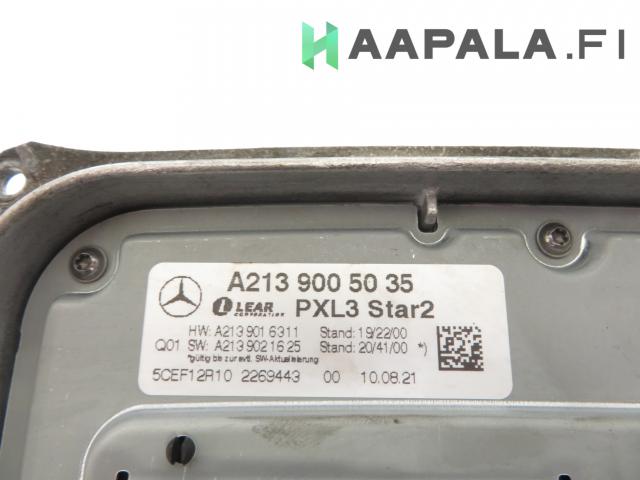 HAAPALA.FI
A213 900 50 35
LEAR CORPORATION PXL3 Star2
HW: A213 901 63 11 Stand: 19/22/00
Q01 SW: A213 902 16 25 Stand: 20/41/00 *)
*gültig bis zur evtl. SW-Aktualisierung
5CEF12R10 2269443 00 10.08.21